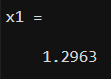 x1 =
1.2963